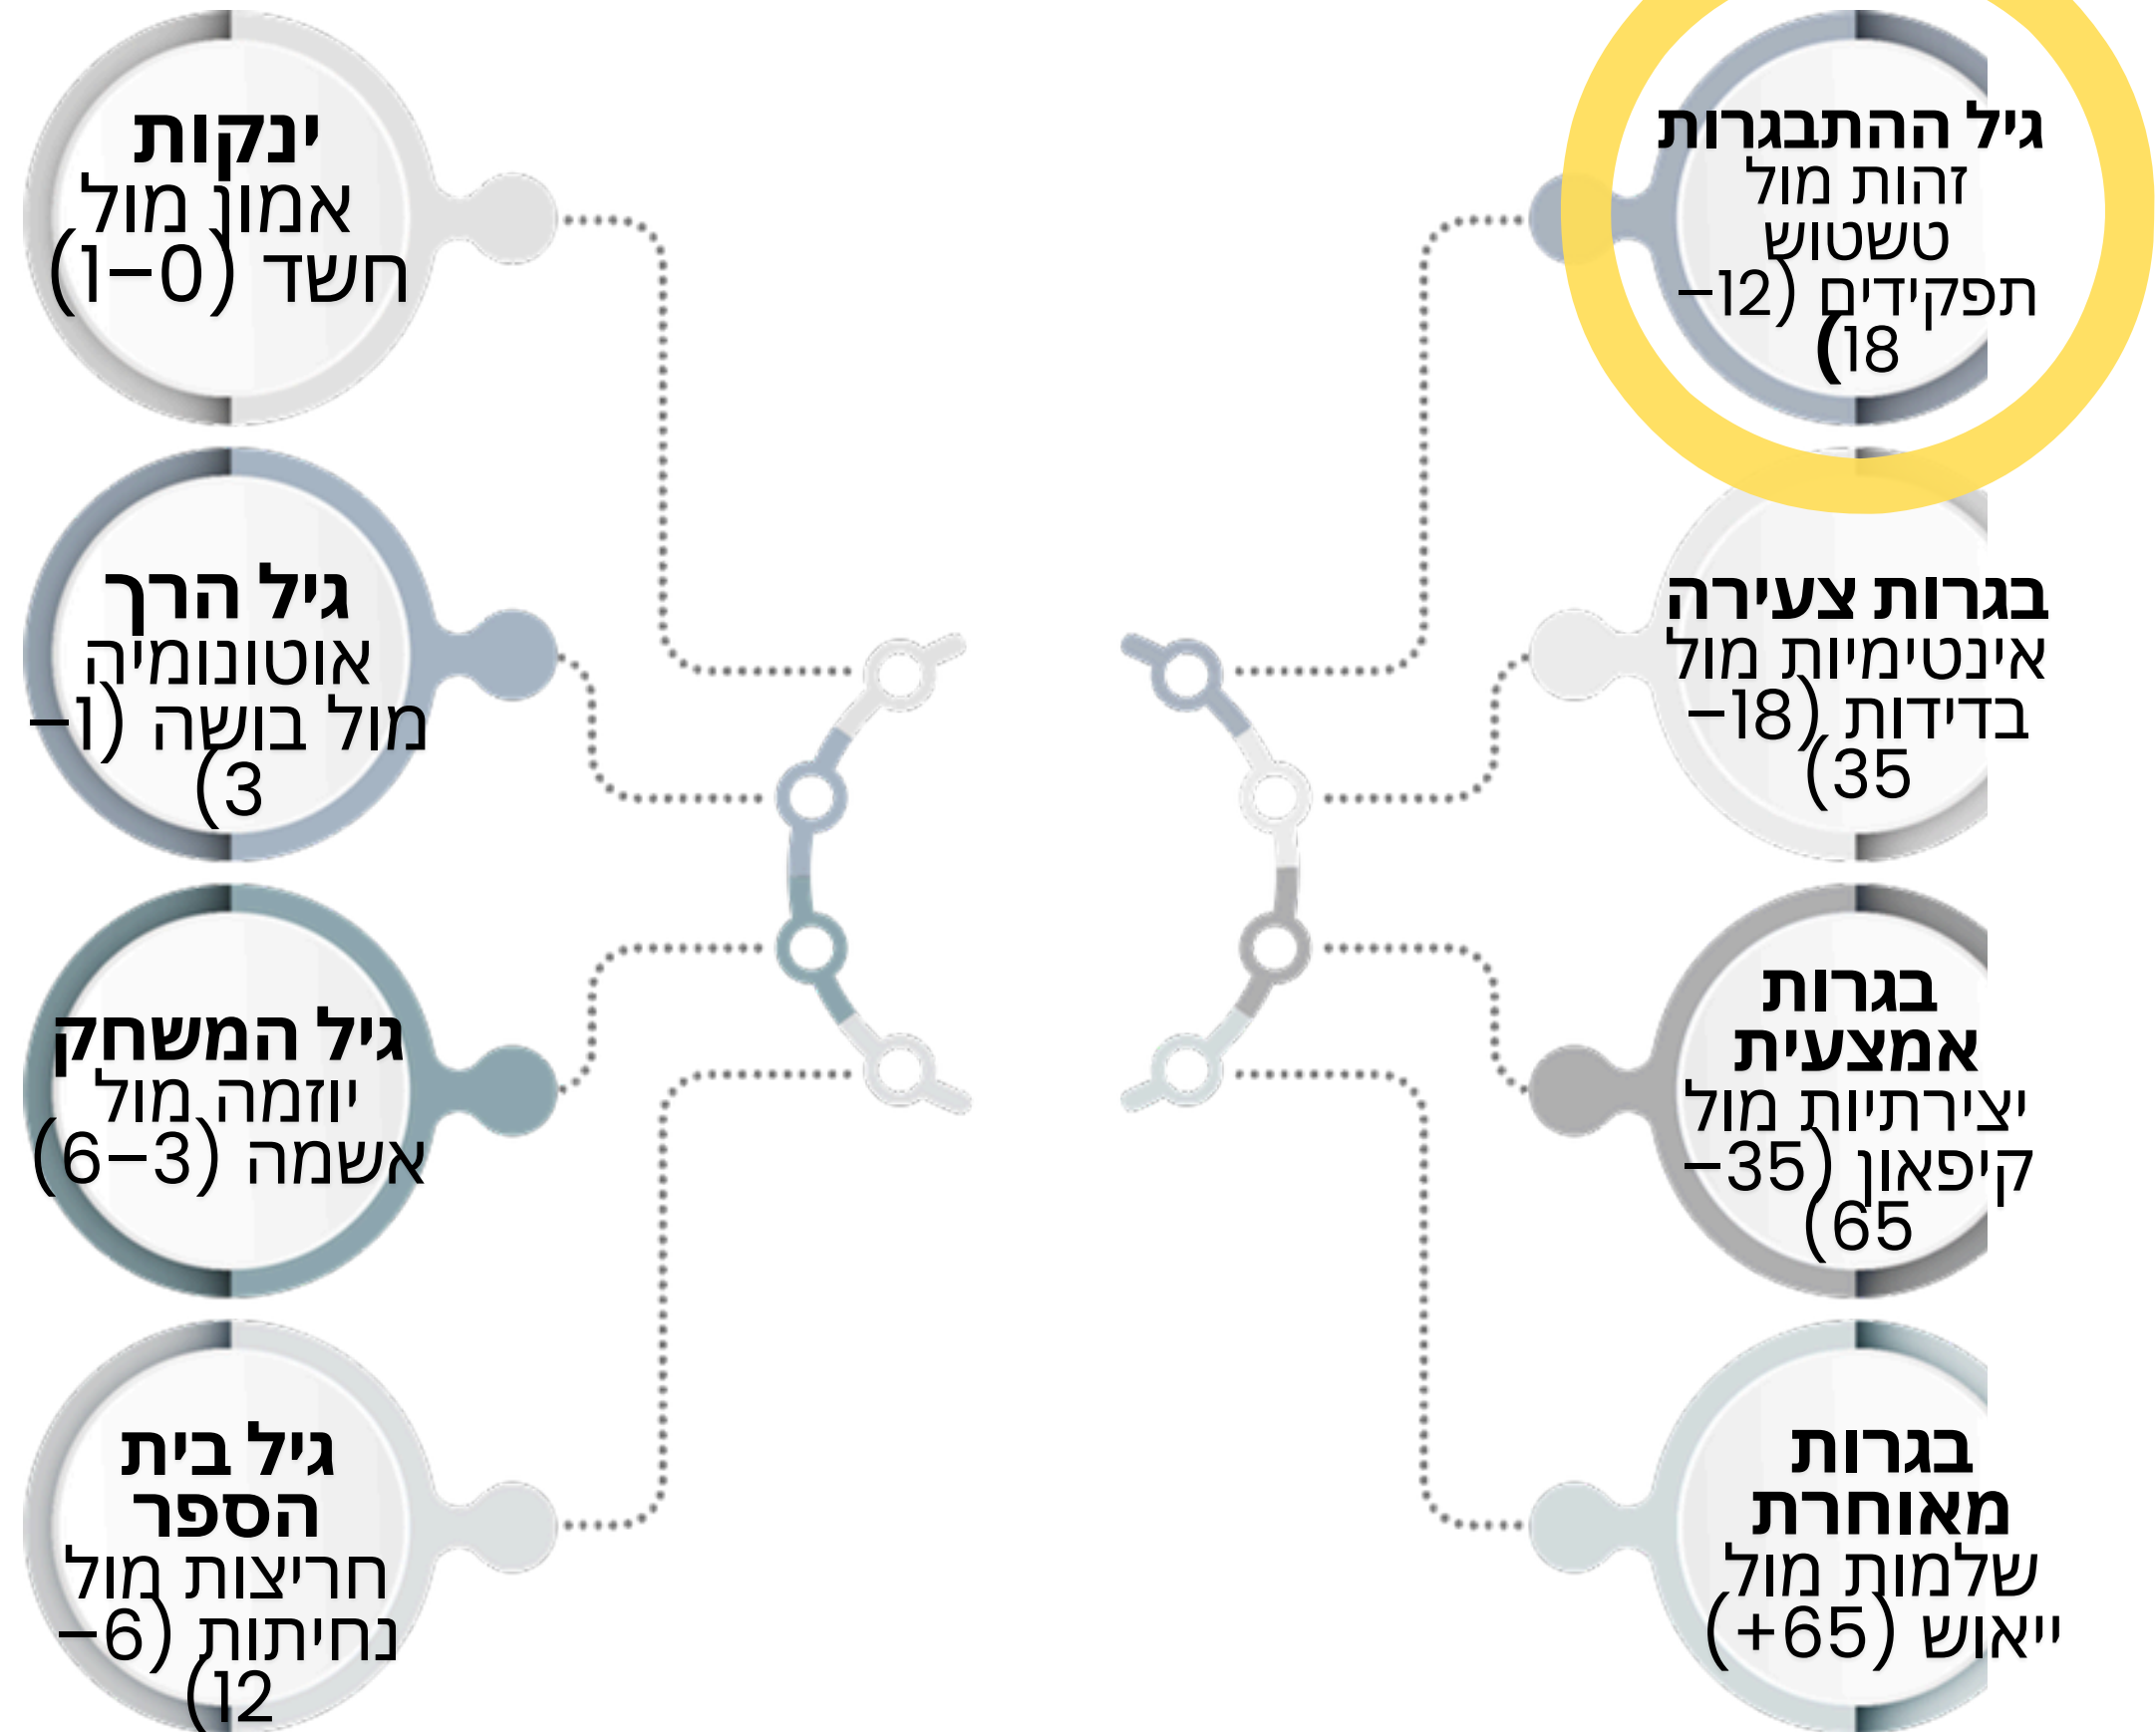 ינקות
אמון מול
חשד (0–1)
גיל הרך
אוטונומיה
מול בושה (1–
3)
גיל המשחק
יוזמה מול
אשמה (3–6)
גיל בית
הספר
חריצות מול
נחיתות (6–
12)
גיל ההתבגרות
זהות מול
טשטוש
תפקידים (12–
18)
בגרות צעירה
אינטימיות מול
בדידות (18–
35)
בגרות
אמצעית
יצירתיות מול
קיפאון (35–
65)
בגרות
מאוחרת
שלמות מול
ייאוש (65+)